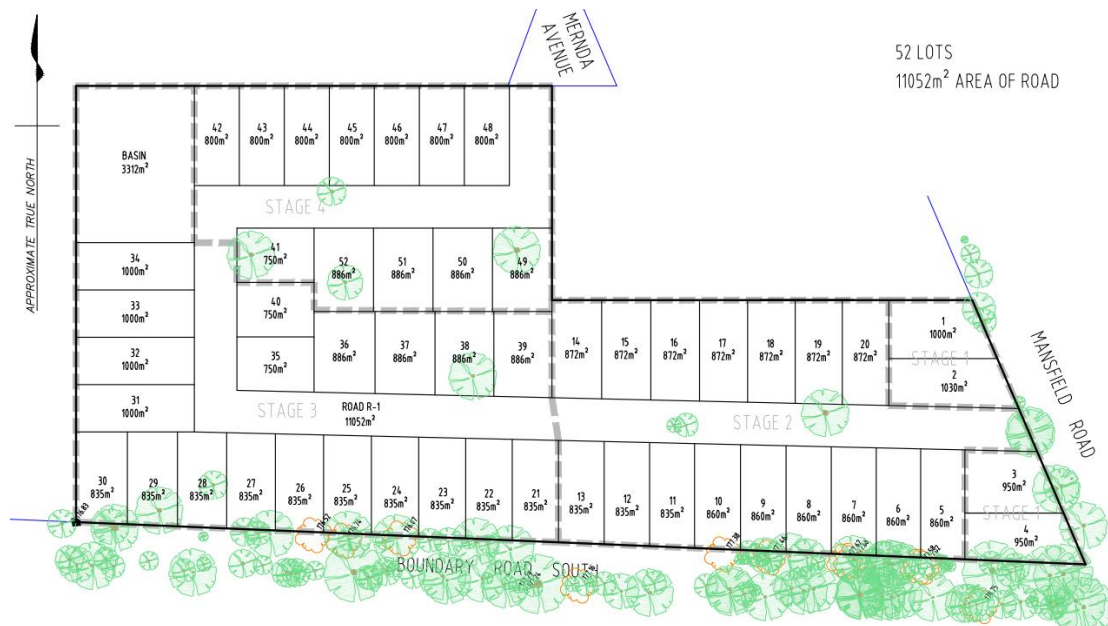 MERNDA
AVENUE
52 LOTS
11052m² AREA OF ROAD
APPROXIMATE TRUE NORTH
BASIN
3312m²
42
800m²
43
800m²
44
800m²
45
800m²
46
800m²
47
800m²
48
800m²
STAGE 4
34
1000m²
33
1000m²
32
1000m²
31
1000m²
41
750m²
40
750m²
35
750m²
52
886m²
51
886m²
50
886m²
49
886m²
36
886m²
37
886m²
38
886m²
39
886m²
14
872m²
15
872m²
16
872m²
17
872m²
18
872m²
19
872m²
20
872m²
1
1000m²
STAGE 1
2
1030m²
MANSFIELD ROAD
STAGE 3
ROAD R-1
11052m²
STAGE 2
30
835m²
29
835m²
28
835m²
27
835m²
26
835m²
25
835m²
24
835m²
23
835m²
22
835m²
21
835m²
13
835m²
12
835m²
11
835m²
10
860m²
9
860m²
8
860m²
7
860m²
6
860m²
5
860m²
3
950m²
STAGE 1
4
950m²
BOUNDARY ROAD SOUTH